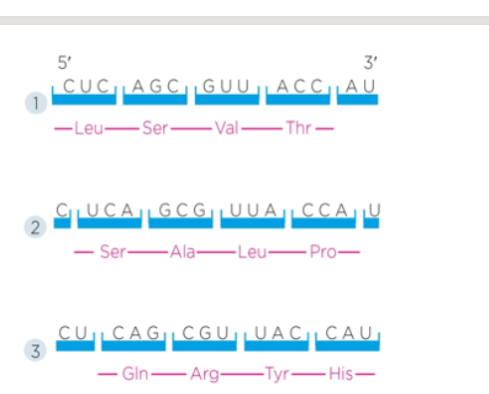 5′ 3′
CUC AGC GUU ACC AU
1
—Leu—Ser—Val—Thr—
C UCA GCG UUA CCA U
2
—Ser—Ala—Leu—Pro—
CU CAG CGU UAC CAU
3
—Gln—Arg—Tyr—His—